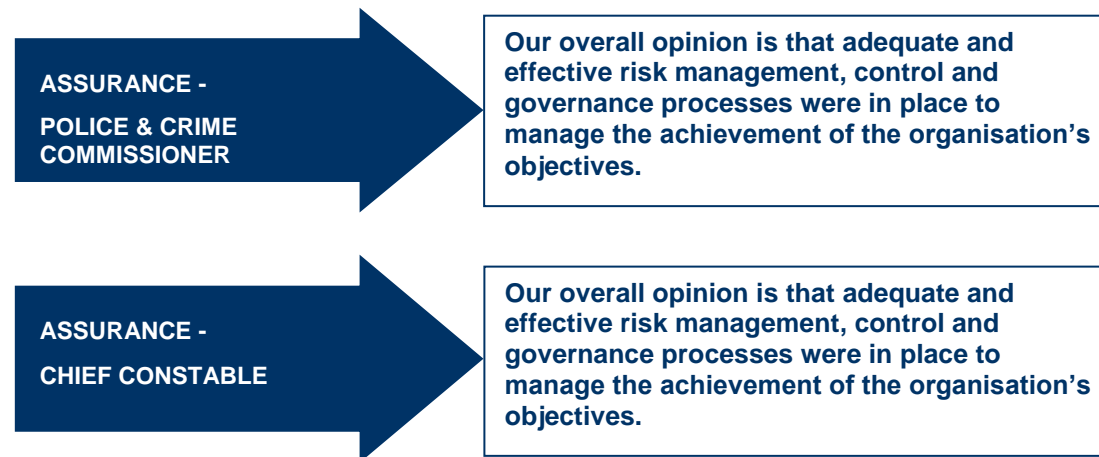 ASSURANCE -
POLICE & CRIME
COMMISSIONER
Our overall opinion is that adequate and
effective risk management, control and
governance processes were in place to
manage the achievement of the organisation's
objectives.
ASSURANCE -
CHIEF CONSTABLE
Our overall opinion is that adequate and
effective risk management, control and
governance processes were in place to
manage the achievement of the organisation's
objectives.